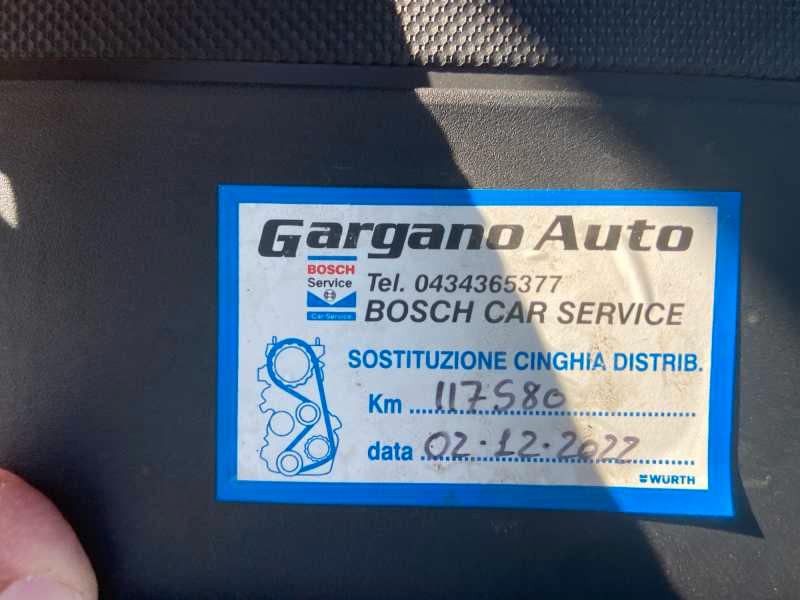 Gargano Auto
BOSCH
Service
Car Service
Tel. 0434365377
BOSCH CAR SERVICE
SOSTITUZIONE CINGHIA DISTRIB.
Km 117580
data 02.12.2022
WÜRTH